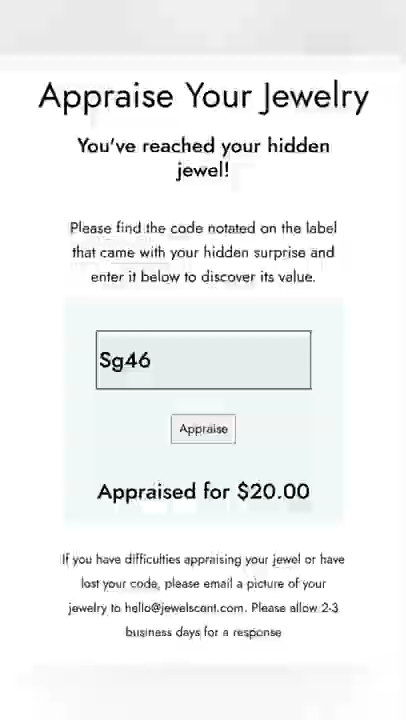 Appraise Your Jewelry
You've reached your hidden
jewel!
Please find the code notated on the label
that came with your hidden surprise and
enter it below to discover its value.
Sg46
Appraise
Appraised for $20.00
If you have difficulties appraising your jewel or have
lost your code, please email a picture of your
jewelry to hello@jewelscent.com. Please allow 2-3
business days for a response